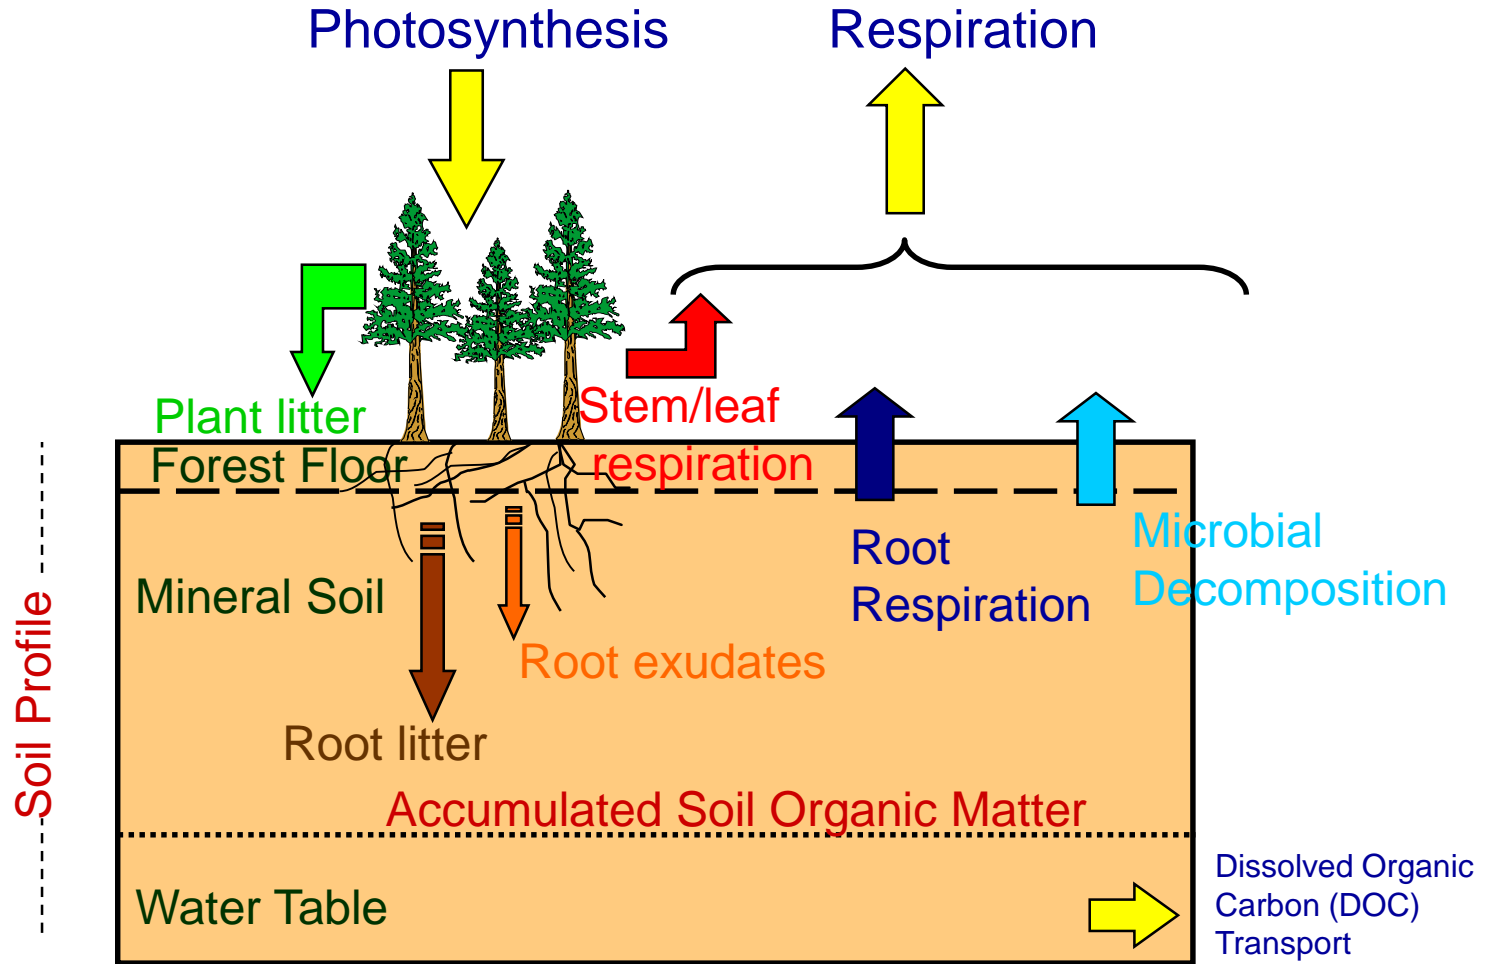 Photosynthesis
Respiration
Plant litter
Stem/leaf
respiration
Forest Floor
Root
Respiration
Microbial
Decomposition
Mineral Soil
Root exudates
Root litter
Accumulated Soil Organic Matter
Soil Profile
Water Table
Dissolved Organic
Carbon (DOC)
Transport